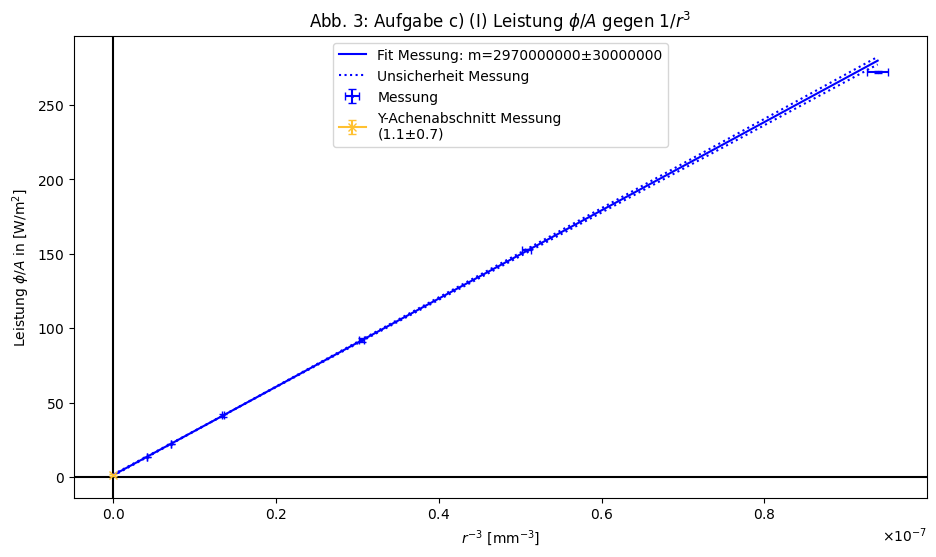 Abb. 3: Aufgabe c) (I) Leistung ϕ/A gegen 1/r³
Fit Messung: m=2970000000±30000000
Unsicherheit Messung
Messung
Y-Achenabschnitt Messung
(1.1±0.7)
Leistung ϕ/A in [W/m²]
250
200
150
100
50
0
0.0 0.2 0.4 0.6 0.8
×10⁻⁷
r⁻³ [mm⁻³]